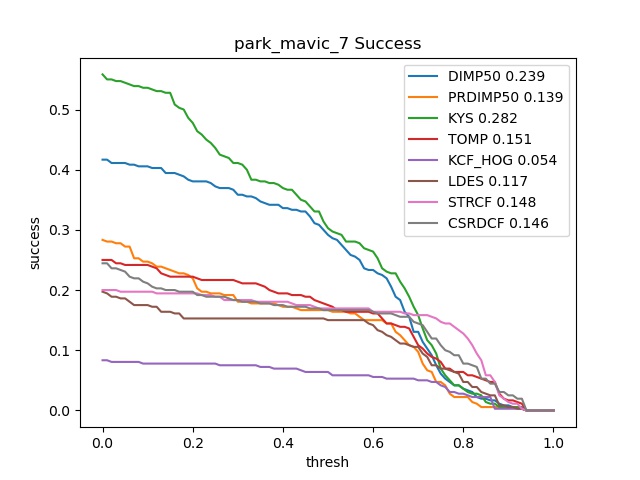 park_mavic_7 Success
DIMP50 0.239
PRDIMP50 0.139
KYS 0.282
TOMP 0.151
KCF_HOG 0.054
LDES 0.117
STRCF 0.148
CSRDCF 0.146
success
0.5
0.4
0.3
0.2
0.1
0.0
0.0 0.2 0.4 0.6 0.8 1.0
thresh